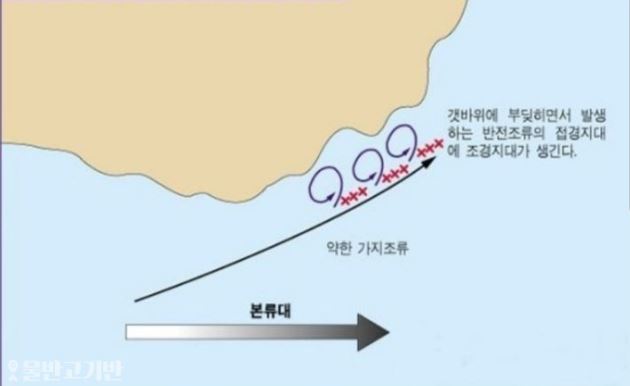 갯바위에 부딪히면서 발생
하는 반전조류의 접경지대
에 조경지대가 생긴다.
약한 가지조류
본류대
물반고기반